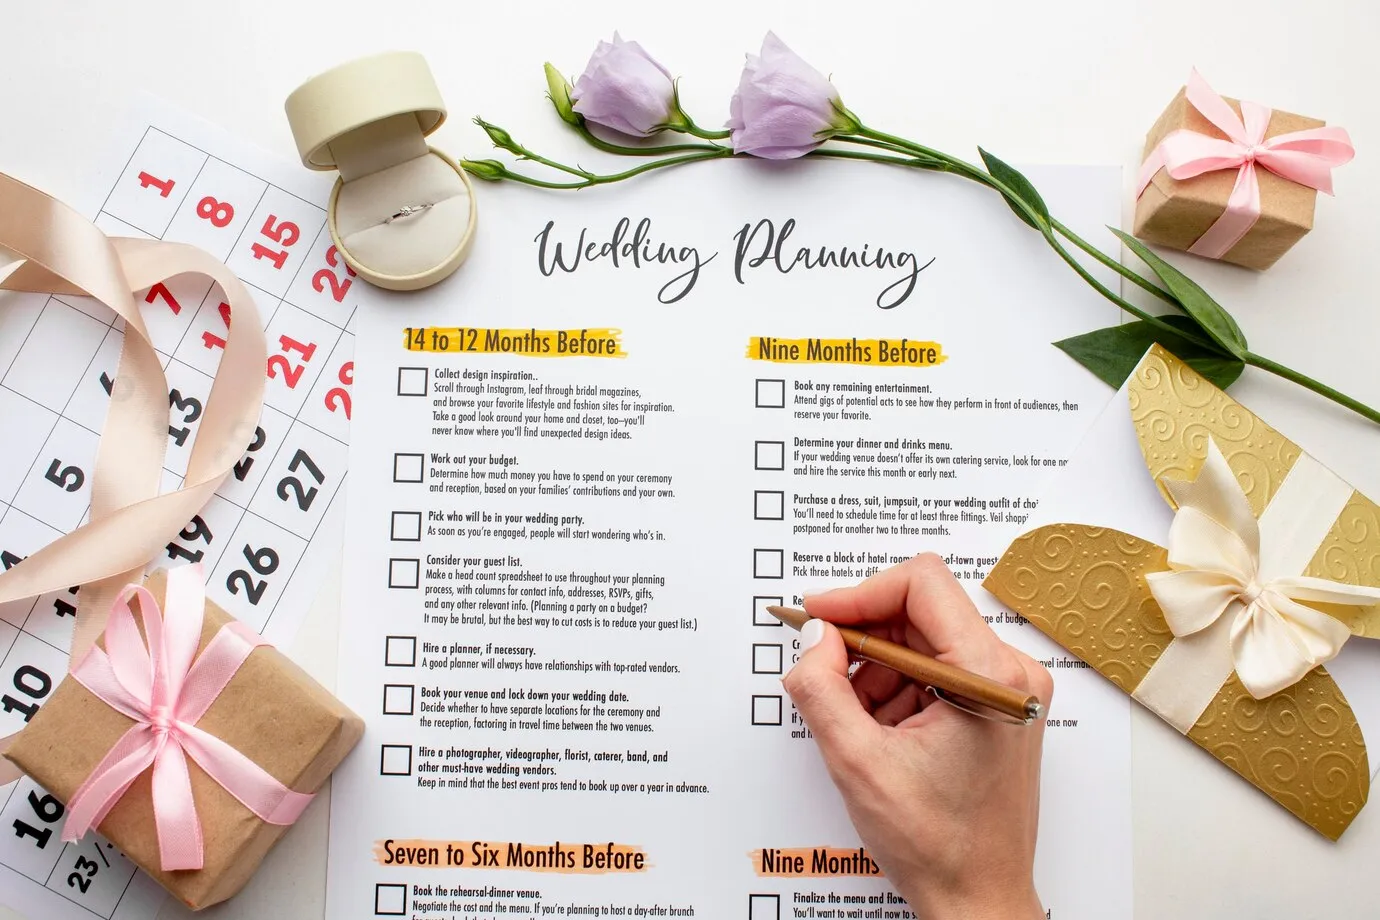 Wedding Planning
14 to 12 Months Before
Collect design inspiration..
Scroll through Instagram, leaf through bridal magazines,
and browse your favorite lifestyle and fashion sites for inspiration.
Take a good look around your home and closet, too—you'll
never know where you'll find unexpected design ideas.
Work out your budget.
Determine how much money you have to spend on your ceremony
and reception, based on your families' contributions and your own.
Pick who will be in your wedding party.
As soon as you're engaged, people will start wondering who's in.
Consider your guest list.
Make a head count spreadsheet to use throughout your planning
process, with columns for contact info, addresses, RSVPs, gifts,
and any other relevant info. (Planning a party on a budget?
It may be brutal, but the best way to cut costs is to reduce your guest list.)
Hire a planner, if necessary.
A good planner will always have relationships with top-rated vendors.
Book your venue and lock down your wedding date.
Decide whether to have separate locations for the ceremony and
the reception, factoring in travel time between the two venues.
Hire a photographer, videographer, florist, caterer, band, and
other must-have wedding vendors.
Keep in mind that the best event pros tend to book up over a year in advance.
Seven to Six Months Before
Book the rehearsal-dinner venue.
Negotiate the cost and the menu. If you're planning to host a day-after brunch
Nine Months Before
Book any remaining entertainment.
Attend gigs of potential acts to see how they perform in front of audiences, then
reserve your favorite.
Determine your dinner and drinks menu.
If your wedding venue doesn't offer its own catering service, look for one
and hire the service this month or early next.
Purchase a dress, suit, jumpsuit, or your wedding outfit of
You'll need to schedule time for at least three fittings. Veil
postponed for another two to three months.
Reserve a block of hotel guest
Pick three hotels at to the
of
one now
Nine Months
Finalize the menu and
You'll want to wait until now to
1
8
15
7
21
5
13
27
19
26
10
16
23/